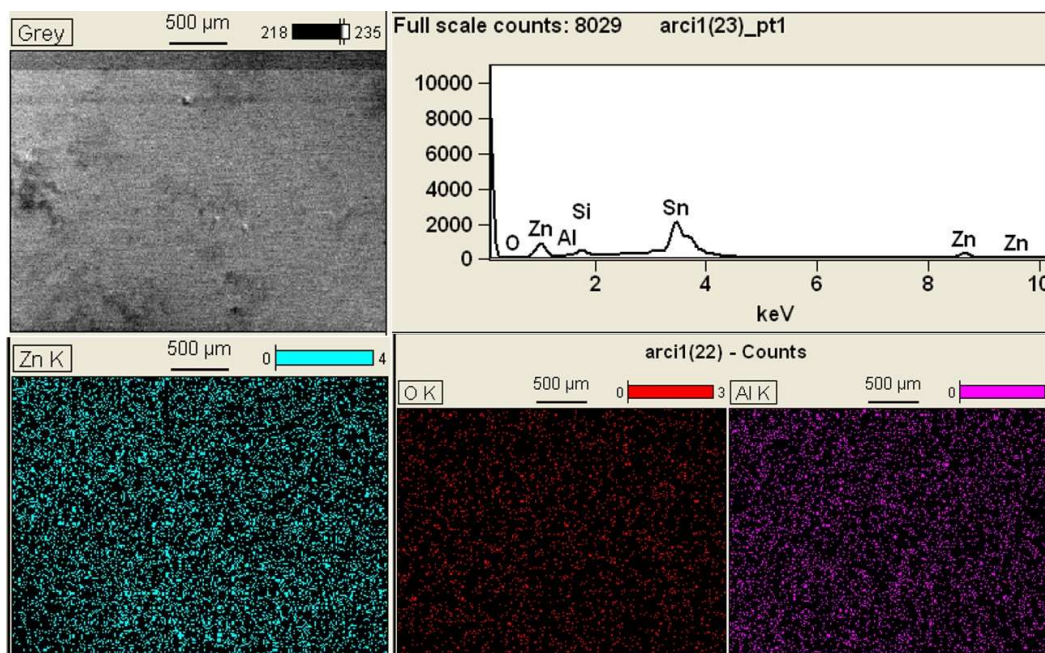 Grey 500 μm 218 235
Full scale counts: 8029 arci1(23)_pt1
10000
8000
6000
4000
2000
0
O Zn Al Si Sn Zn Zn
2 4 6 8 10
keV
Zn K 500 μm 0 4
arci1(22) - Counts
O K 500 μm 0 3
Al K 500 μm 0